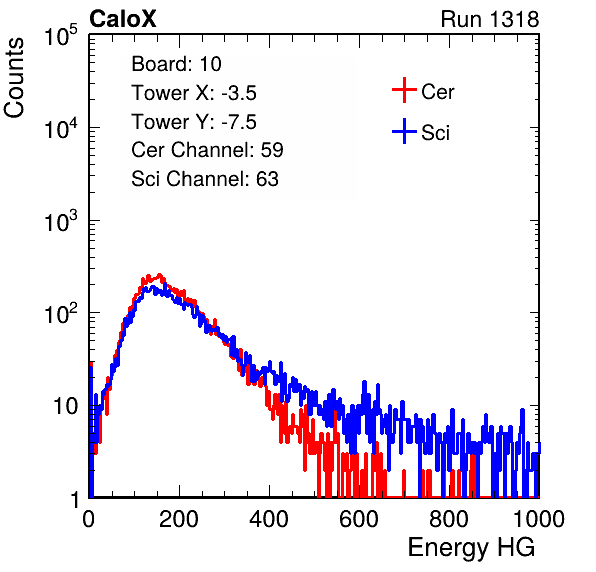 CaloX Run 1318
Counts
10^5
10^4
10^3
10^2
10
1
Board: 10
Tower X: -3.5
Tower Y: -7.5
Cer Channel: 59
Sci Channel: 63
Cer
Sci
0 200 400 600 800 1000
Energy HG